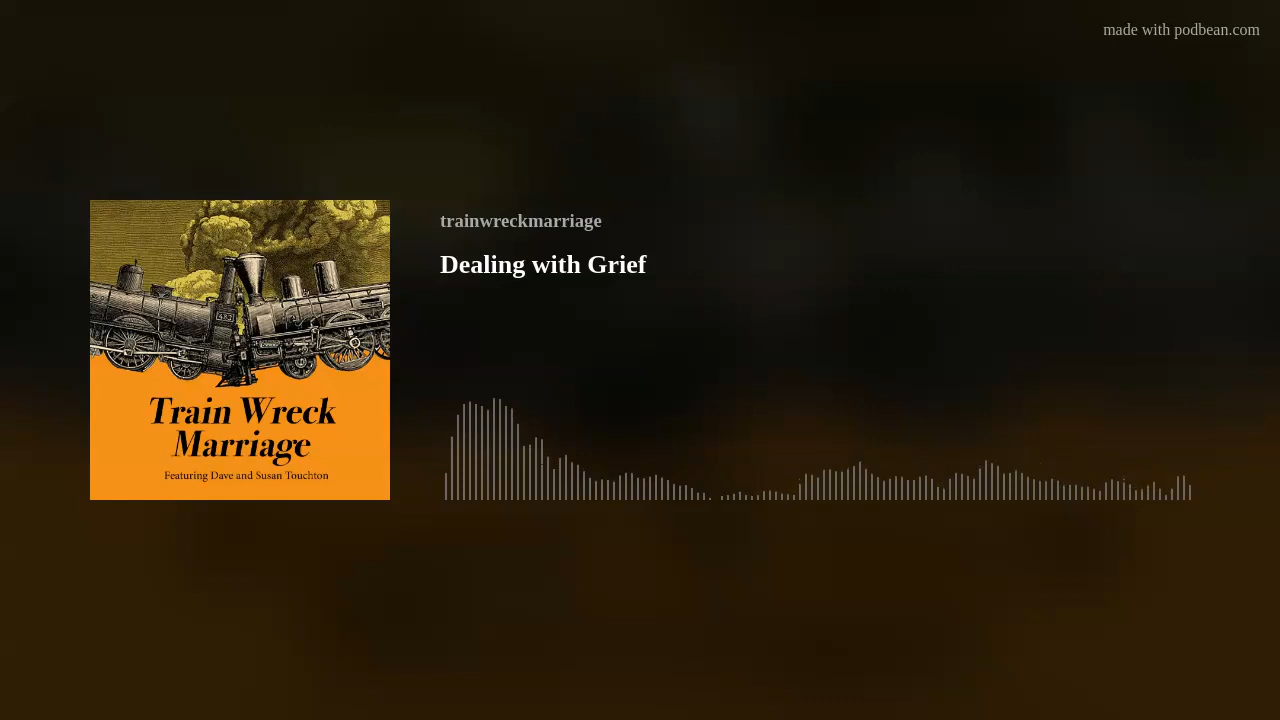 made with podbean.com
trainwreckmarriage
Dealing with Grief
Train Wreck
Marriage
Featuring Dave and Susan Touchton